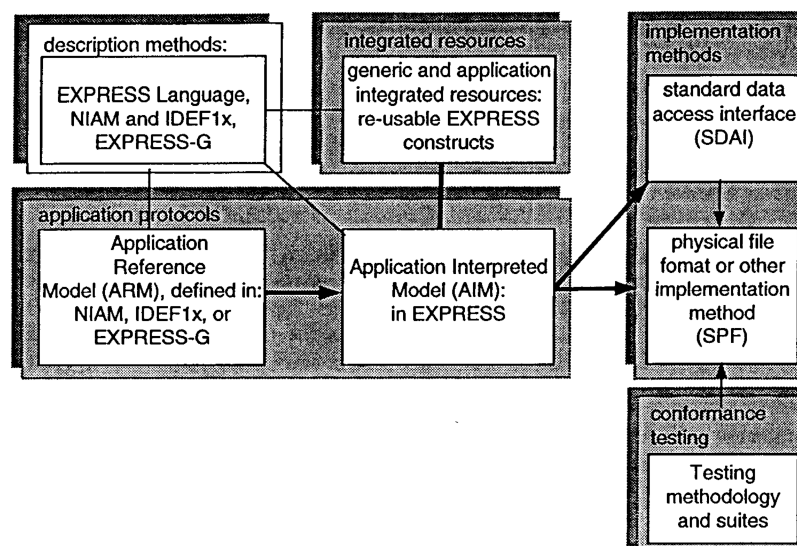 description methods:
EXPRESS Language,
NIAM and IDEF1x,
EXPRESS-G
integrated resources
generic and application
integrated resources:
re-usable EXPRESS
constructs
implementation
methods
standard data
access interface
(SDAI)
application protocols
Application
Reference
Model (ARM), defined in:
NIAM, IDEF1x, or
EXPRESS-G
Application Interpreted
Model (AIM):
in EXPRESS
physical file
fomat or other
implementation
method
(SPF)
conformance
testing
Testing
methodology
and suites